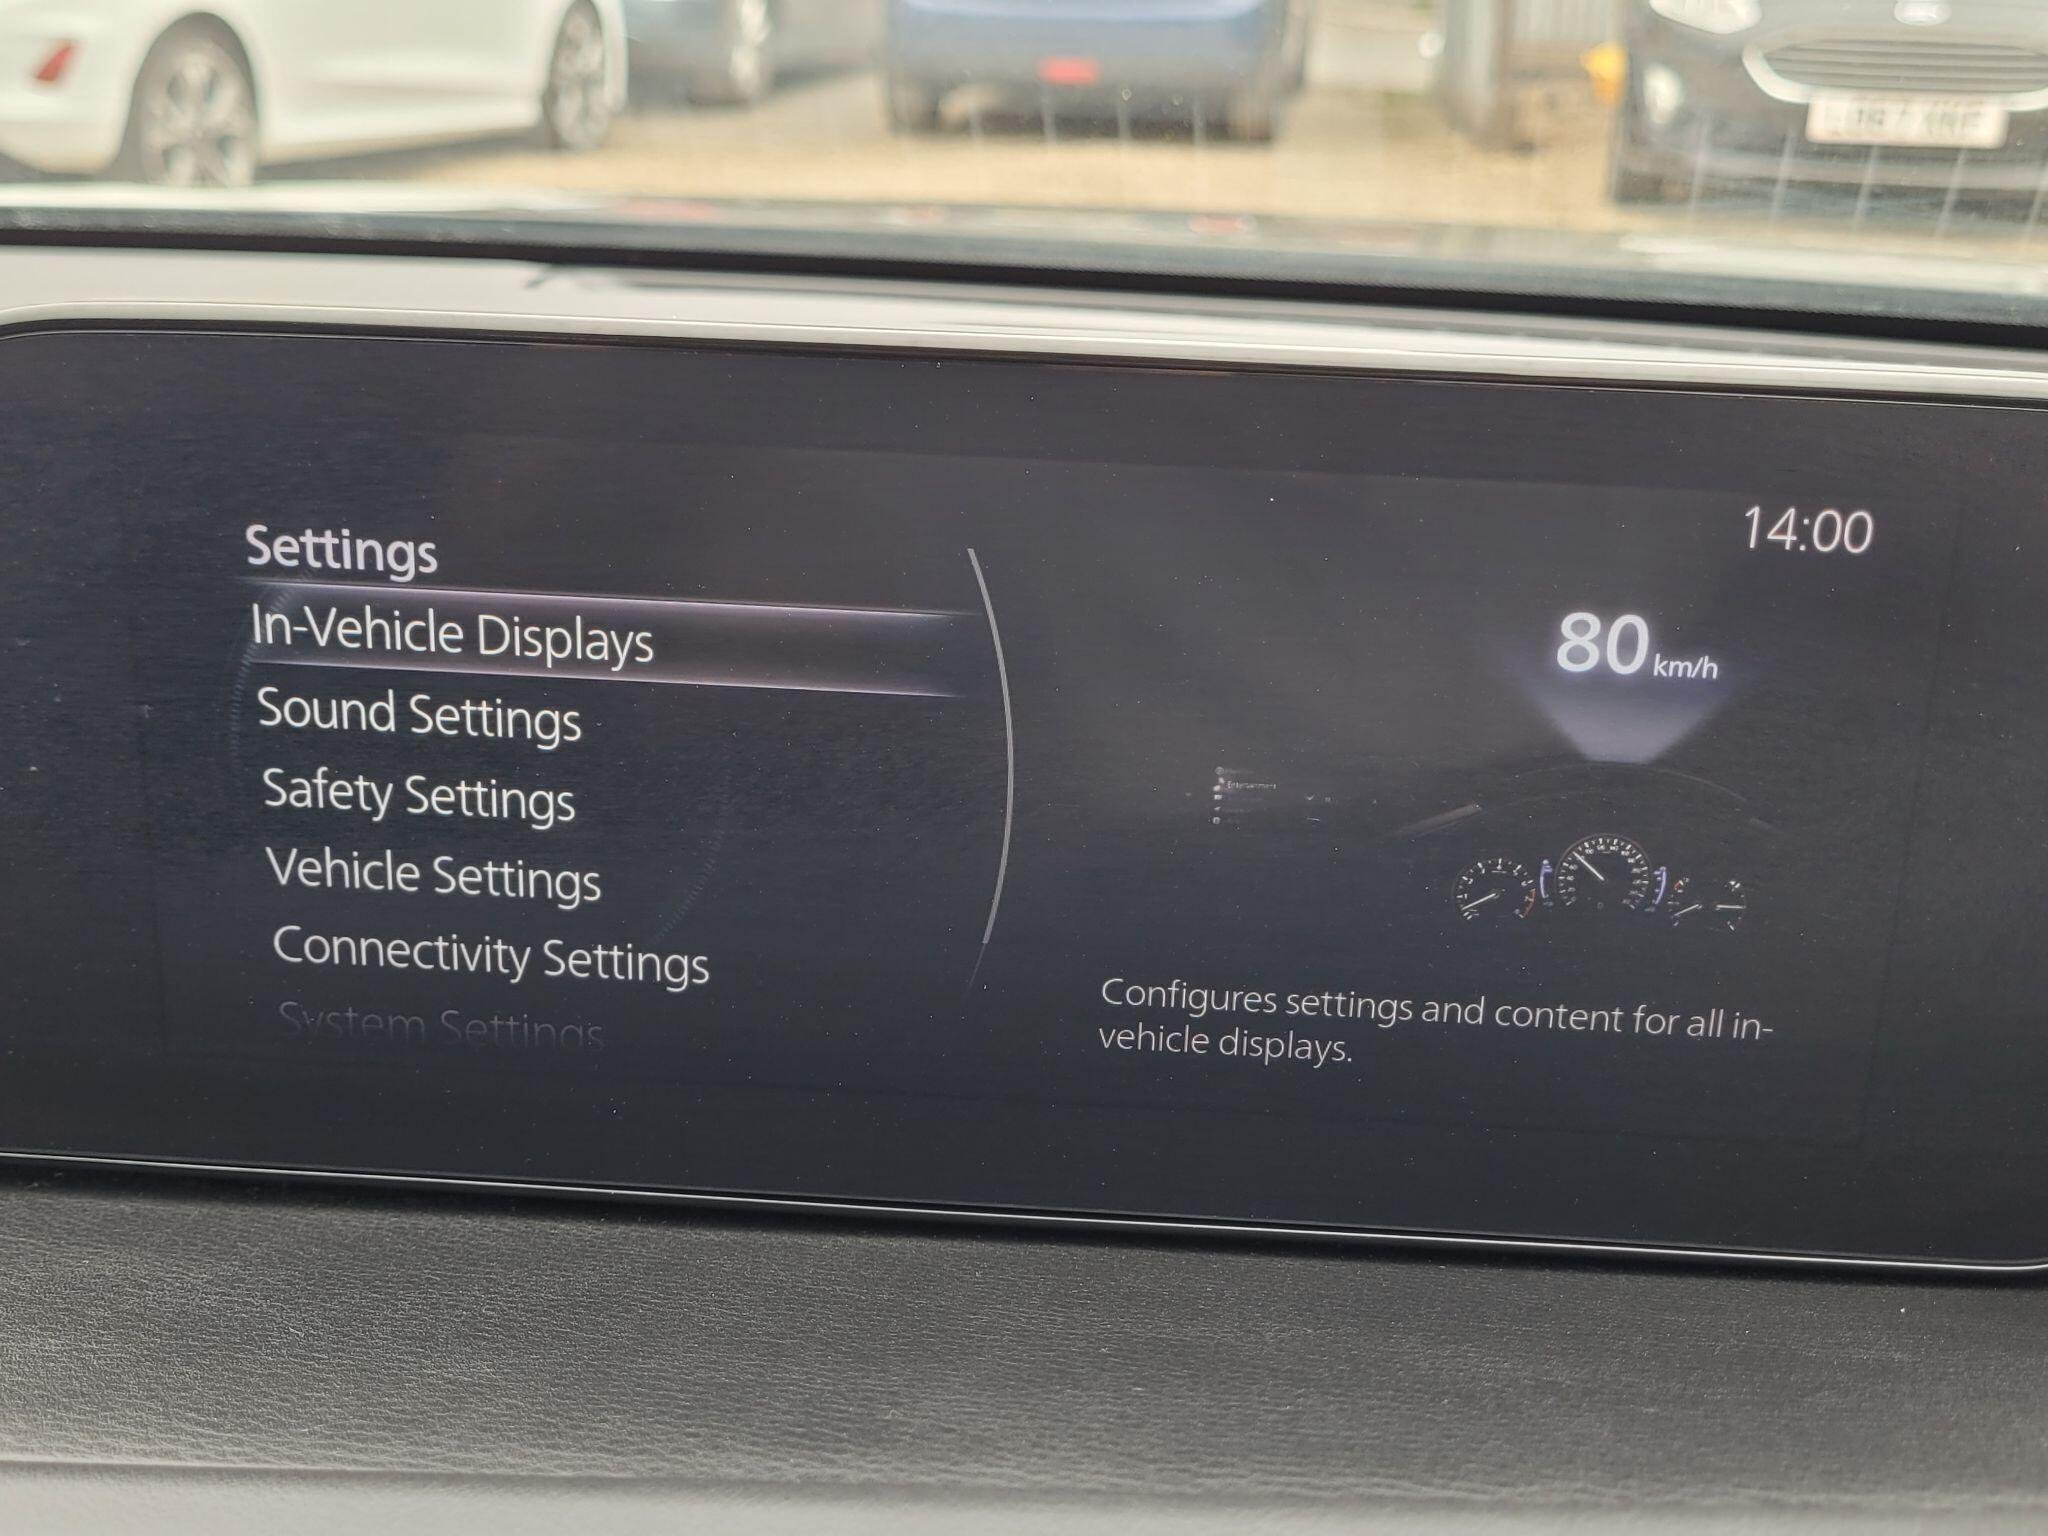 14:00
Settings
In-Vehicle Displays
Sound Settings
Safety Settings
Vehicle Settings
Connectivity Settings
System Settings
80 km/h
Configures settings and content for all in-
vehicle displays.